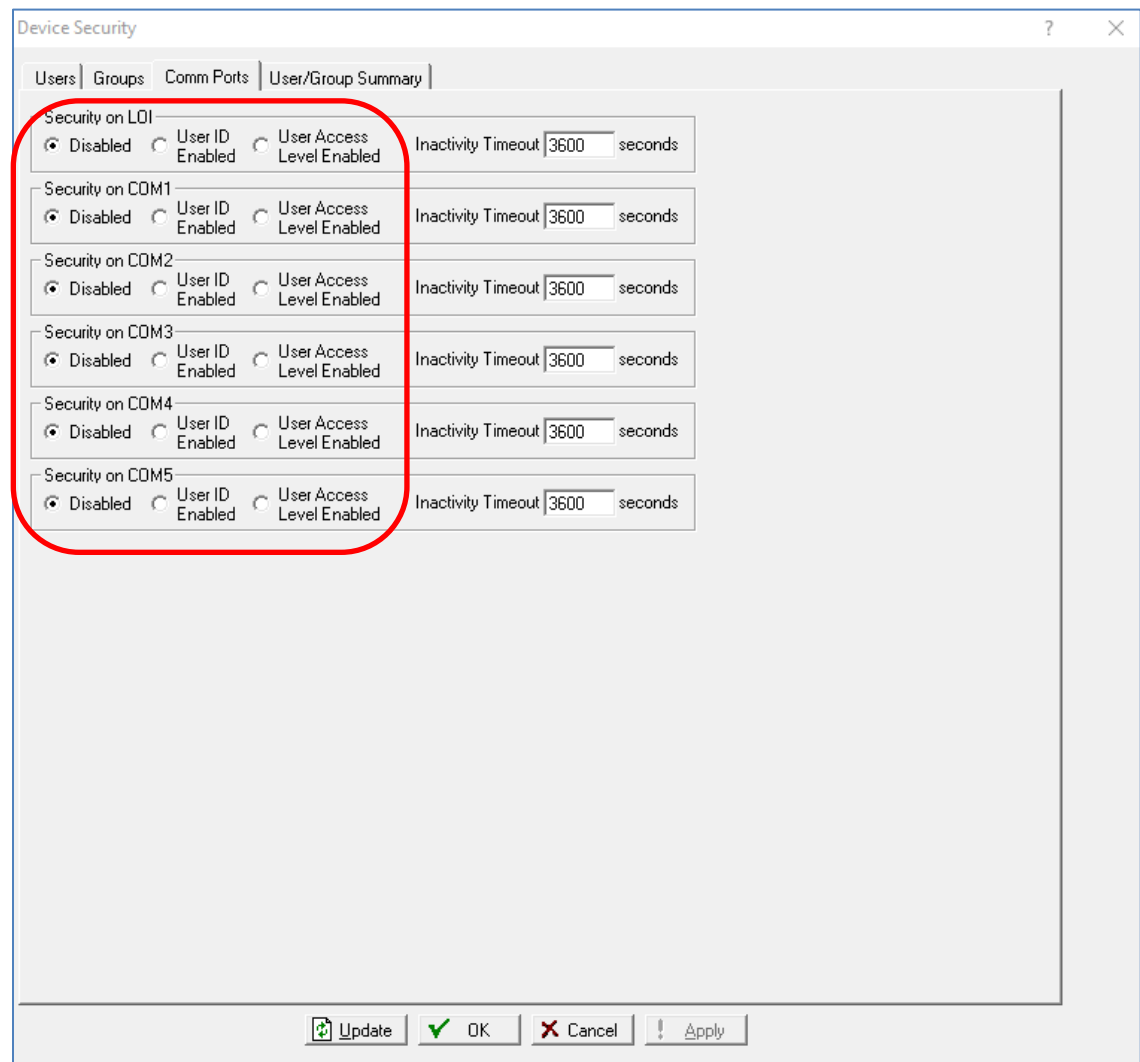 Device Security
?
Users Groups Comm Ports User/Group Summary
Security on LOI
Disabled User ID Enabled User Access Level Enabled Inactivity Timeout 3600 seconds
Security on COM1
Disabled User ID Enabled User Access Level Enabled Inactivity Timeout 3600 seconds
Security on COM2
Disabled User ID Enabled User Access Level Enabled Inactivity Timeout 3600 seconds
Security on COM3
Disabled User ID Enabled User Access Level Enabled Inactivity Timeout 3600 seconds
Security on COM4
Disabled User ID Enabled User Access Level Enabled Inactivity Timeout 3600 seconds
Security on COM5
Disabled User ID Enabled User Access Level Enabled Inactivity Timeout 3600 seconds
Update OK Cancel ! Apply